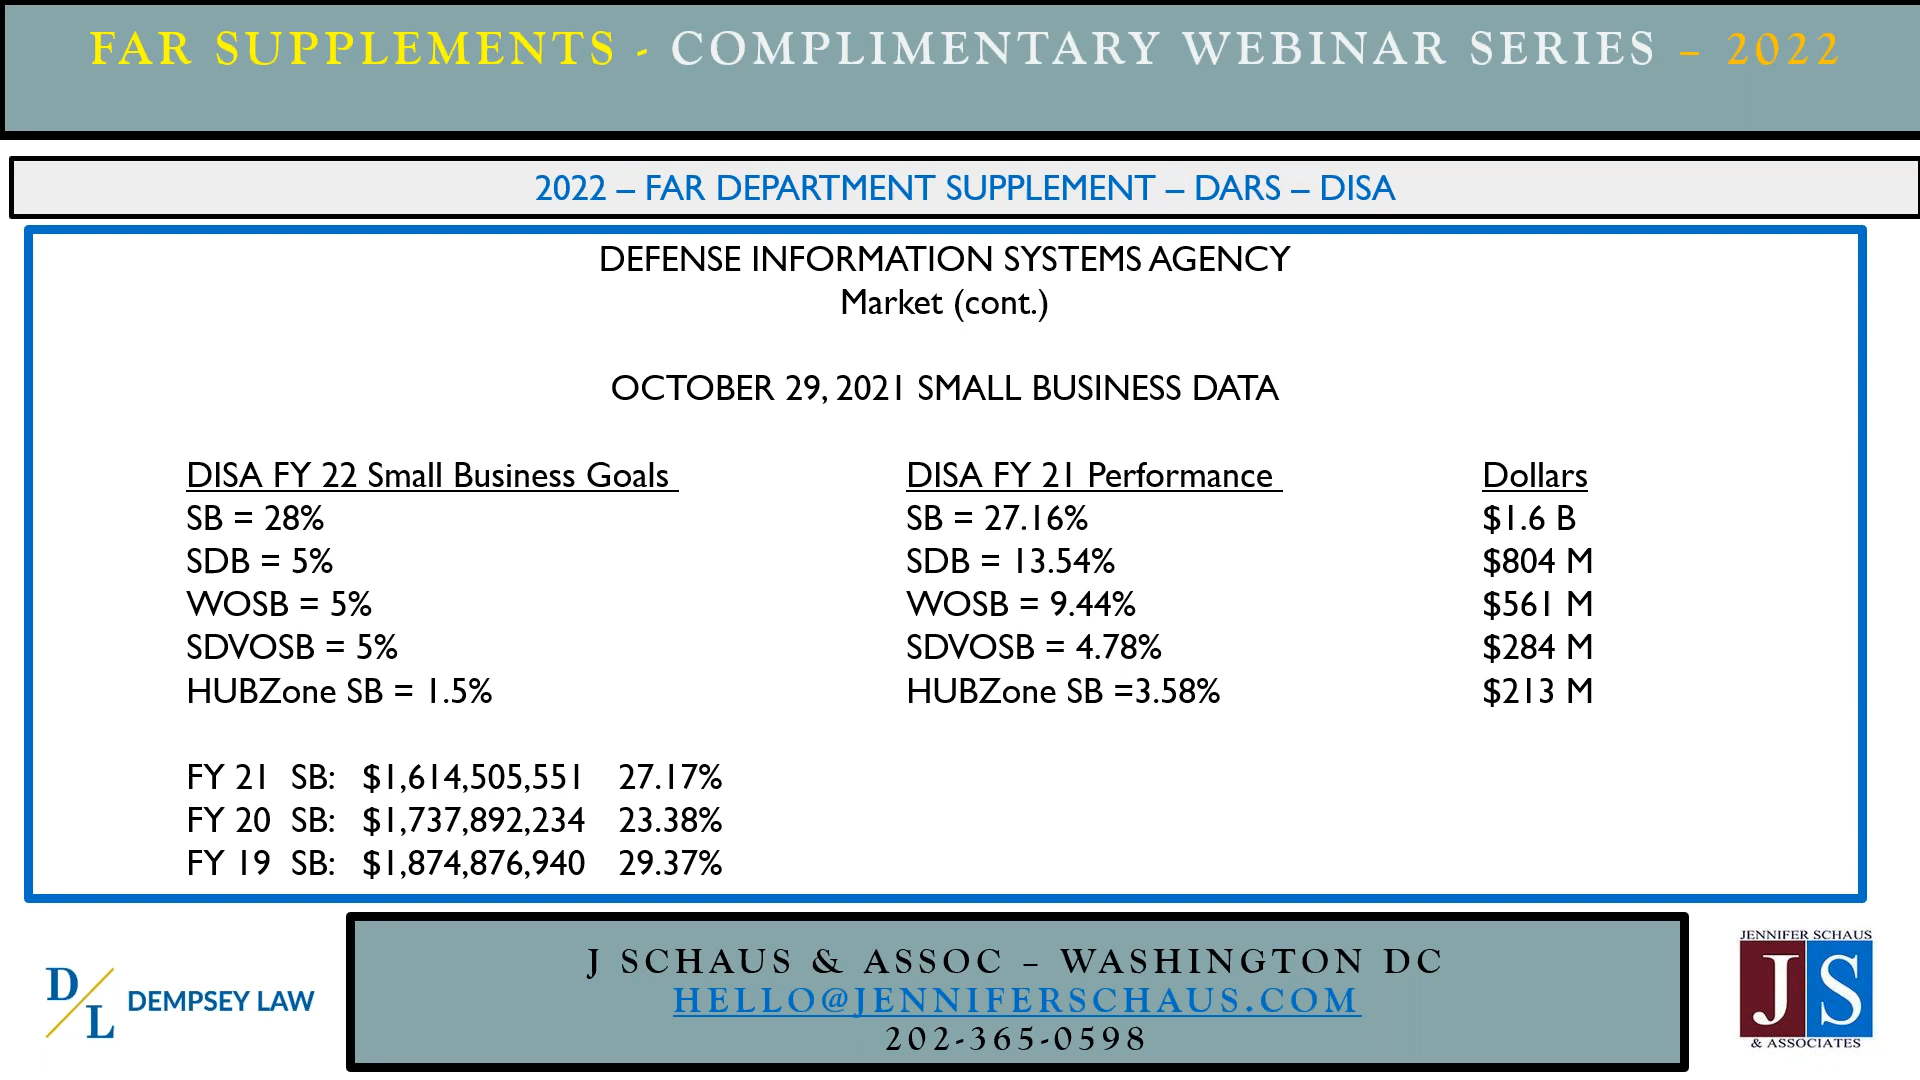 FAR SUPPLEMENTS - COMPLIMENTARY WEBINAR SERIES – 2022
2022 – FAR DEPARTMENT SUPPLEMENT – DARS – DISA
DEFENSE INFORMATION SYSTEMS AGENCY
Market (cont.)
OCTOBER 29, 2021 SMALL BUSINESS DATA
DISA FY 22 Small Business Goals DISA FY 21 Performance Dollars
SB = 28% SB = 27.16% $1.6 B
SDB = 5% SDB = 13.54% $804 M
WOSB = 5% WOSB = 9.44% $561 M
SDVOSB = 5% SDVOSB = 4.78% $284 M
HUBZone SB = 1.5% HUBZone SB =3.58% $213 M
FY 21 SB: $1,614,505,551 27.17%
FY 20 SB: $1,737,892,234 23.38%
FY 19 SB: $1,874,876,940 29.37%
D L DEMPSEY LAW
J SCHAUS & ASSOC – WASHINGTON DC
HELLO@JENNIFERSCHAUS.COM
202-365-0598
JENNIFER SCHAUS
JS
& ASSOCIATES